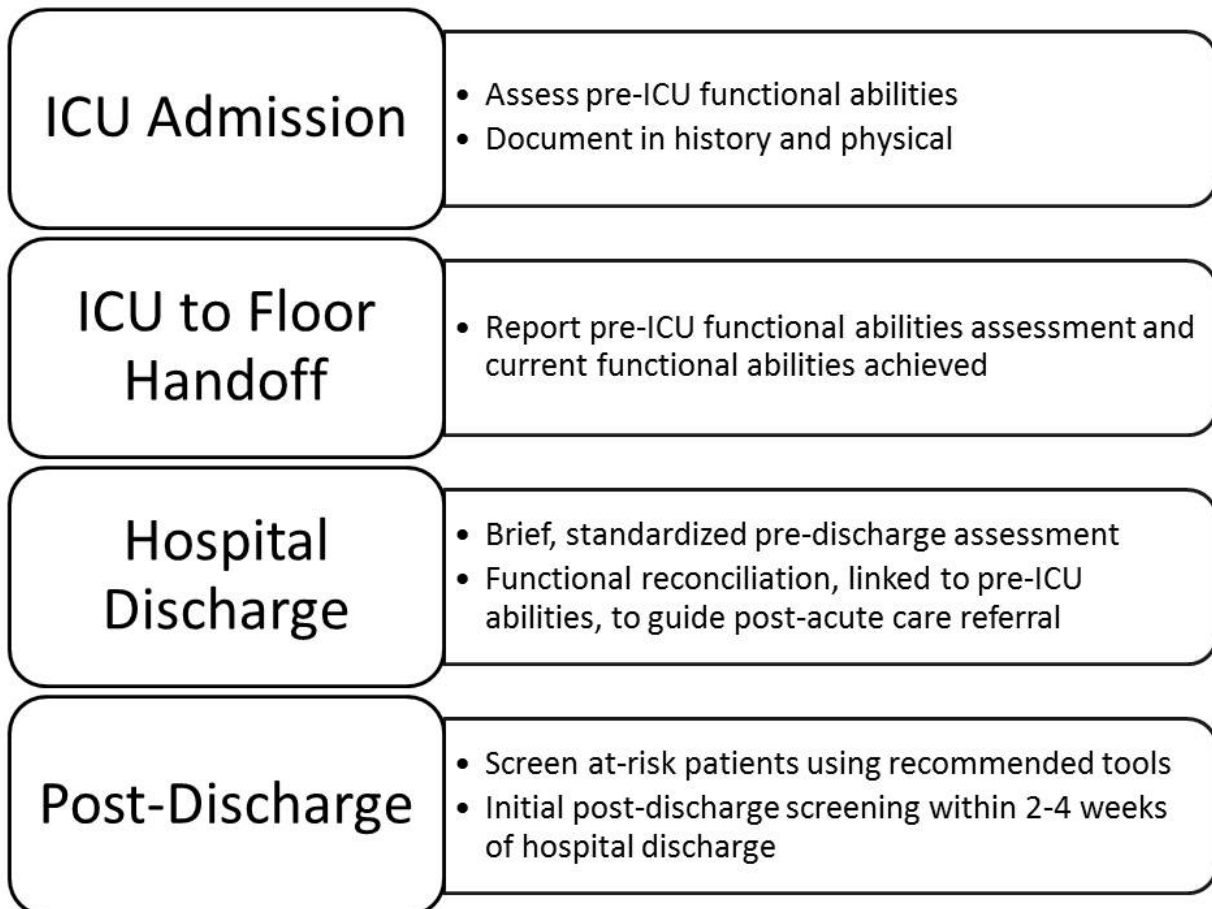 ICU Admission
• Assess pre-ICU functional abilities
• Document in history and physical
ICU to Floor
Handoff
• Report pre-ICU functional abilities assessment and
current functional abilities achieved
Hospital
Discharge
• Brief, standardized pre-discharge assessment
• Functional reconciliation, linked to pre-ICU
abilities, to guide post-acute care referral
Post-Discharge
• Screen at-risk patients using recommended tools
• Initial post-discharge screening within 2-4 weeks
of hospital discharge